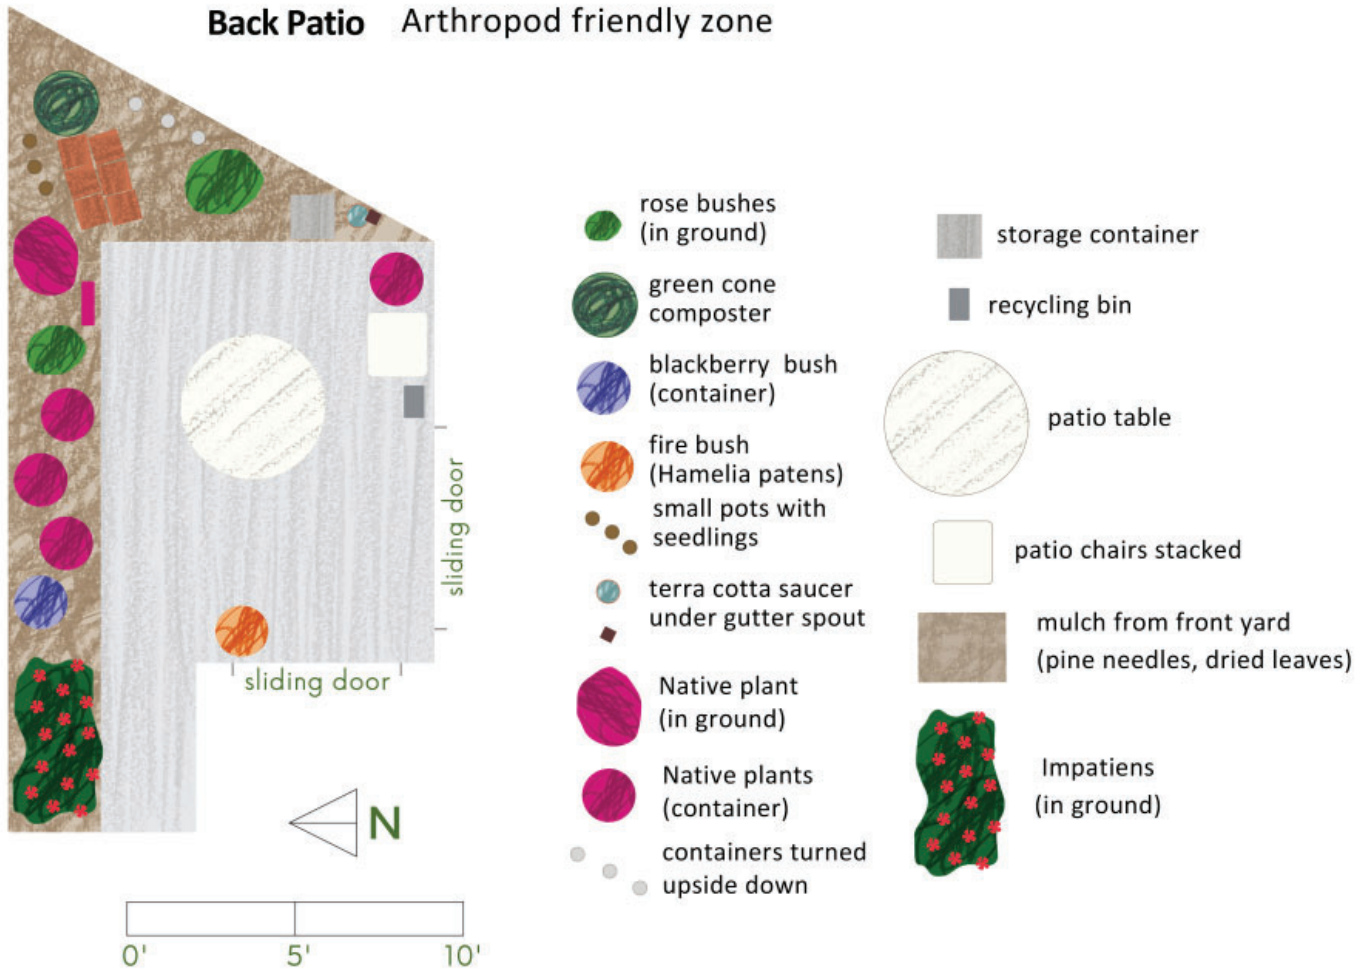 Back Patio Arthropod friendly zone
sliding door
sliding door
N
0' 5' 10'
rose bushes
(in ground)
green cone
composter
blackberry bush
(container)
fire bush
(Hamelia patens)
small pots with
seedlings
terra cotta saucer
under gutter spout
Native plant
(in ground)
Native plants
(container)
containers turned
upside down
storage container
recycling bin
patio table
patio chairs stacked
mulch from front yard
(pine needles, dried leaves)
Impatiens
(in ground)